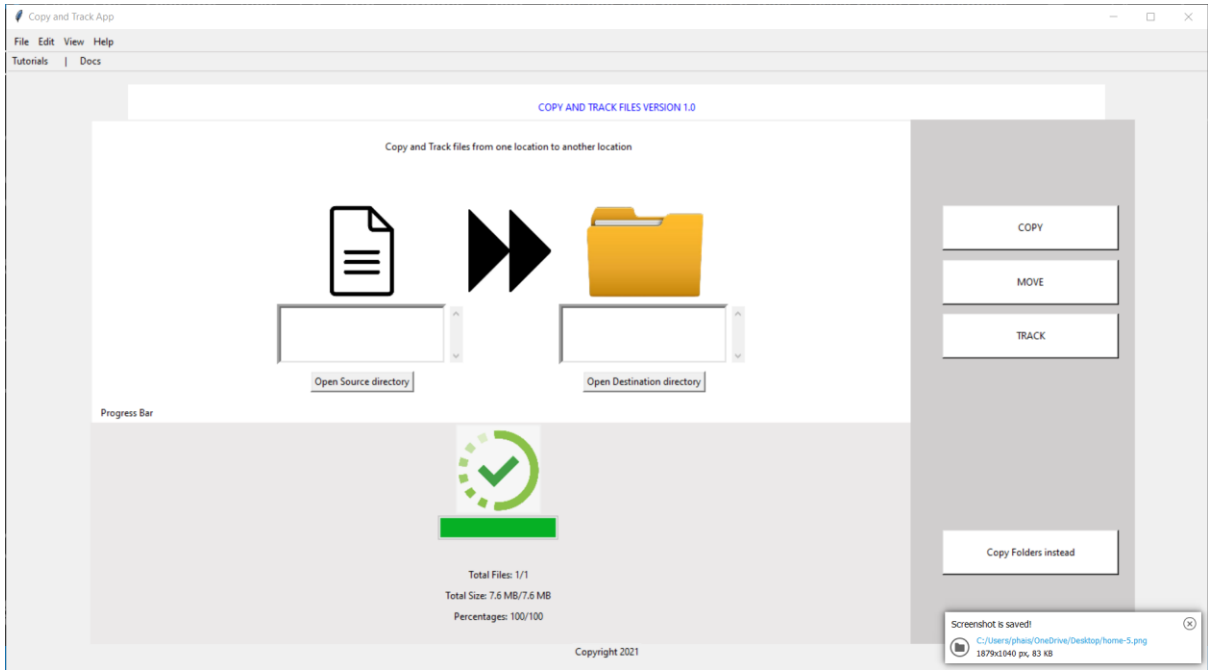 Copy and Track App
File Edit View Help
Tutorials | Docs
COPY AND TRACK FILES VERSION 1.0
Copy and Track files from one location to another location
COPY
MOVE
TRACK
Open Source directory
Open Destination directory
Progress Bar
Total Files: 1/1
Total Size: 7.6 MB/7.6 MB
Percentages: 100/100
Copy Folders instead
Copyright 2021
Screenshot is saved!
C:/Users/phais/OneDrive/Desktop/home-5.png
1879x1040 px, 83 KB